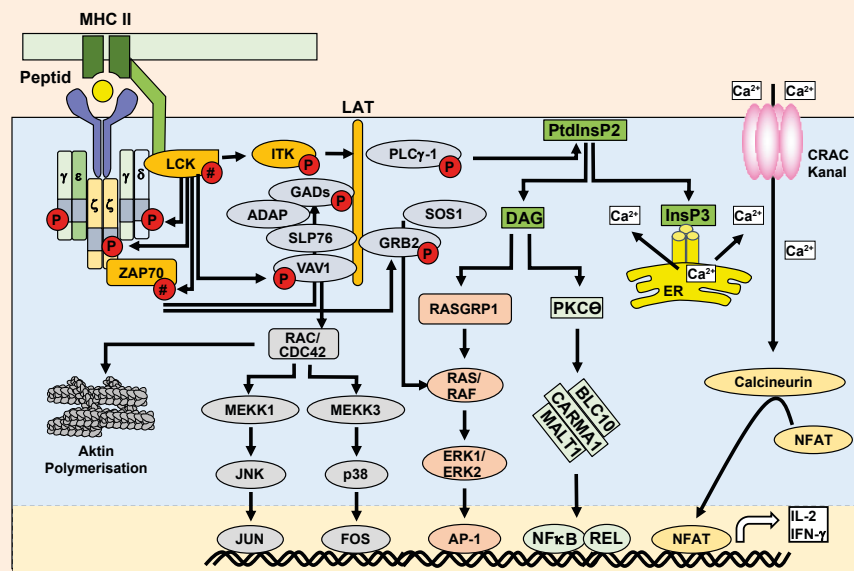 MHC II
Peptid
LAT
Ca²⁺ Ca²⁺
CRAC
Kanal
PtdInsP2
LCK
#
ITK
P
PLCγ-1
P
γ ε
γ δ
ζ ζ
P
P
P
GADs
P
ADAP
SLP76
VAV1
P
SOS1
GRB2
P
ZAP70
#
DAG
InsP3
Ca²⁺
Ca²⁺
Ca²⁺
Ca²⁺
ER
RASGRP1
PKCΘ
RAC/
CDC42
RAS/
RAF
MEKK1
MEKK3
BLC10
CARMA1
MALT1
Calcineurin
NFAT
Aktin
Polymerisation
JNK
p38
ERK1/
ERK2
JUN
FOS
AP-1
NFκB
REL
NFAT
IL-2
IFN-γ